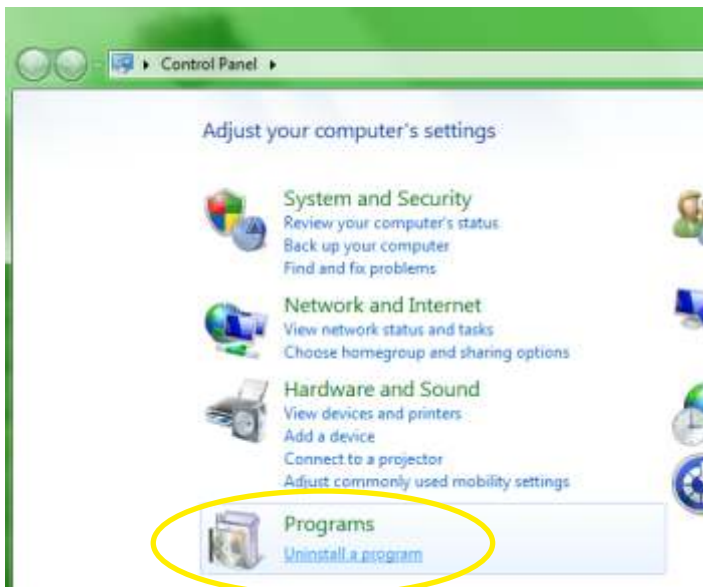 Control Panel
Adjust your computer's settings
System and Security
Review your computer's status
Back up your computer
Find and fix problems
Network and Internet
View network status and tasks
Choose homegroup and sharing options
Hardware and Sound
View devices and printers
Add a device
Connect to a projector
Adjust commonly used mobility settings
Programs
Uninstall a program